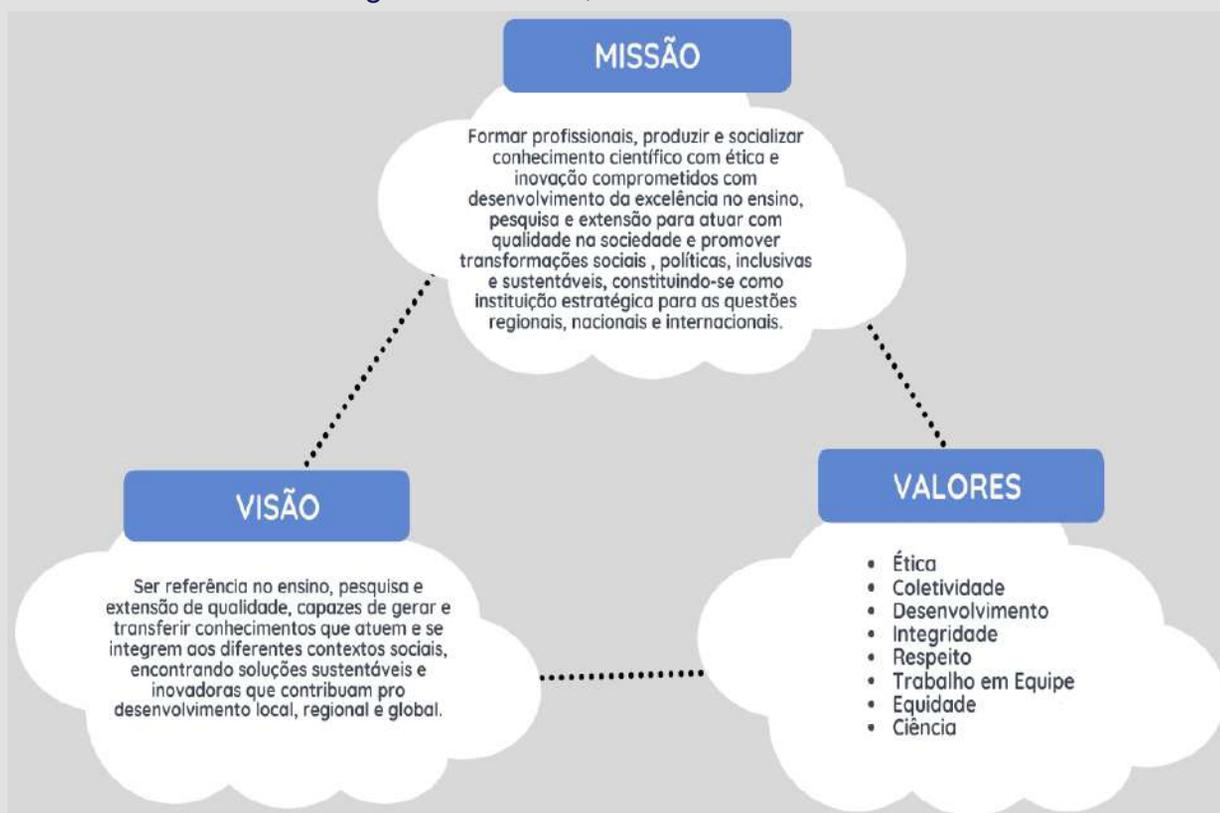 MISSÃO
Formar profissionais, produzir e socializar
conhecimento científico com ética e
inovação comprometidos com
desenvolvimento da excelência no ensino,
pesquisa e extensão para atuar com
qualidade na sociedade e promover
transformações sociais , políticas, inclusivas
e sustentáveis, constituindo-se como
instituição estratégica para as questões
regionais, nacionais e internacionais.
VISÃO
Ser referência no ensino, pesquisa e
extensão de qualidade, capazes de gerar e
transferir conhecimentos que atuem e se
integrem aos diferentes contextos sociais,
encontrando soluções sustentáveis e
inovadoras que contribuam pro
desenvolvimento local, regional e global.
VALORES
• Ética
• Coletividade
• Desenvolvimento
• Integridade
• Respeito
• Trabalho em Equipe
• Equidade
• Ciência